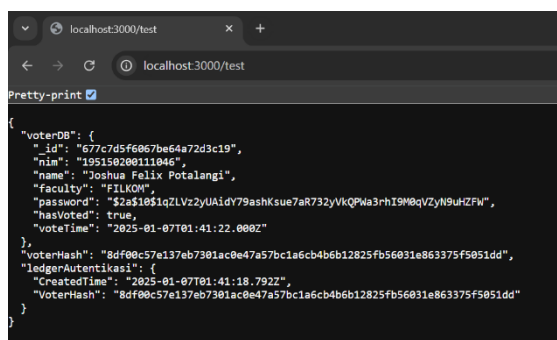 localhost:3000/test
localhost:3000/test
Pretty-print
{
"voterDB": {
"_id": "677c7d5f6067be64a72d3c19",
"nim": "195150200111046",
"name": "Joshua Felix Potalangi",
"faculty": "FILKOM",
"password": "$2a$10$1qZLVz2yUAidY79ashKsue7aR732yVkQPWa3rhI9M0qVZyN9uHZFW",
"hasVoted": true,
"voteTime": "2025-01-07T01:41:22.000Z"
},
"voterHash": "8df00c57e137eb7301ac0e47a57bc1a6cb4b6b12825fb56031e863375f5051dd",
"ledgerAutentikasi": {
"CreatedTime": "2025-01-07T01:41:18.792Z",
"VoterHash": "8df00c57e137eb7301ac0e47a57bc1a6cb4b6b12825fb56031e863375f5051dd"
}
}